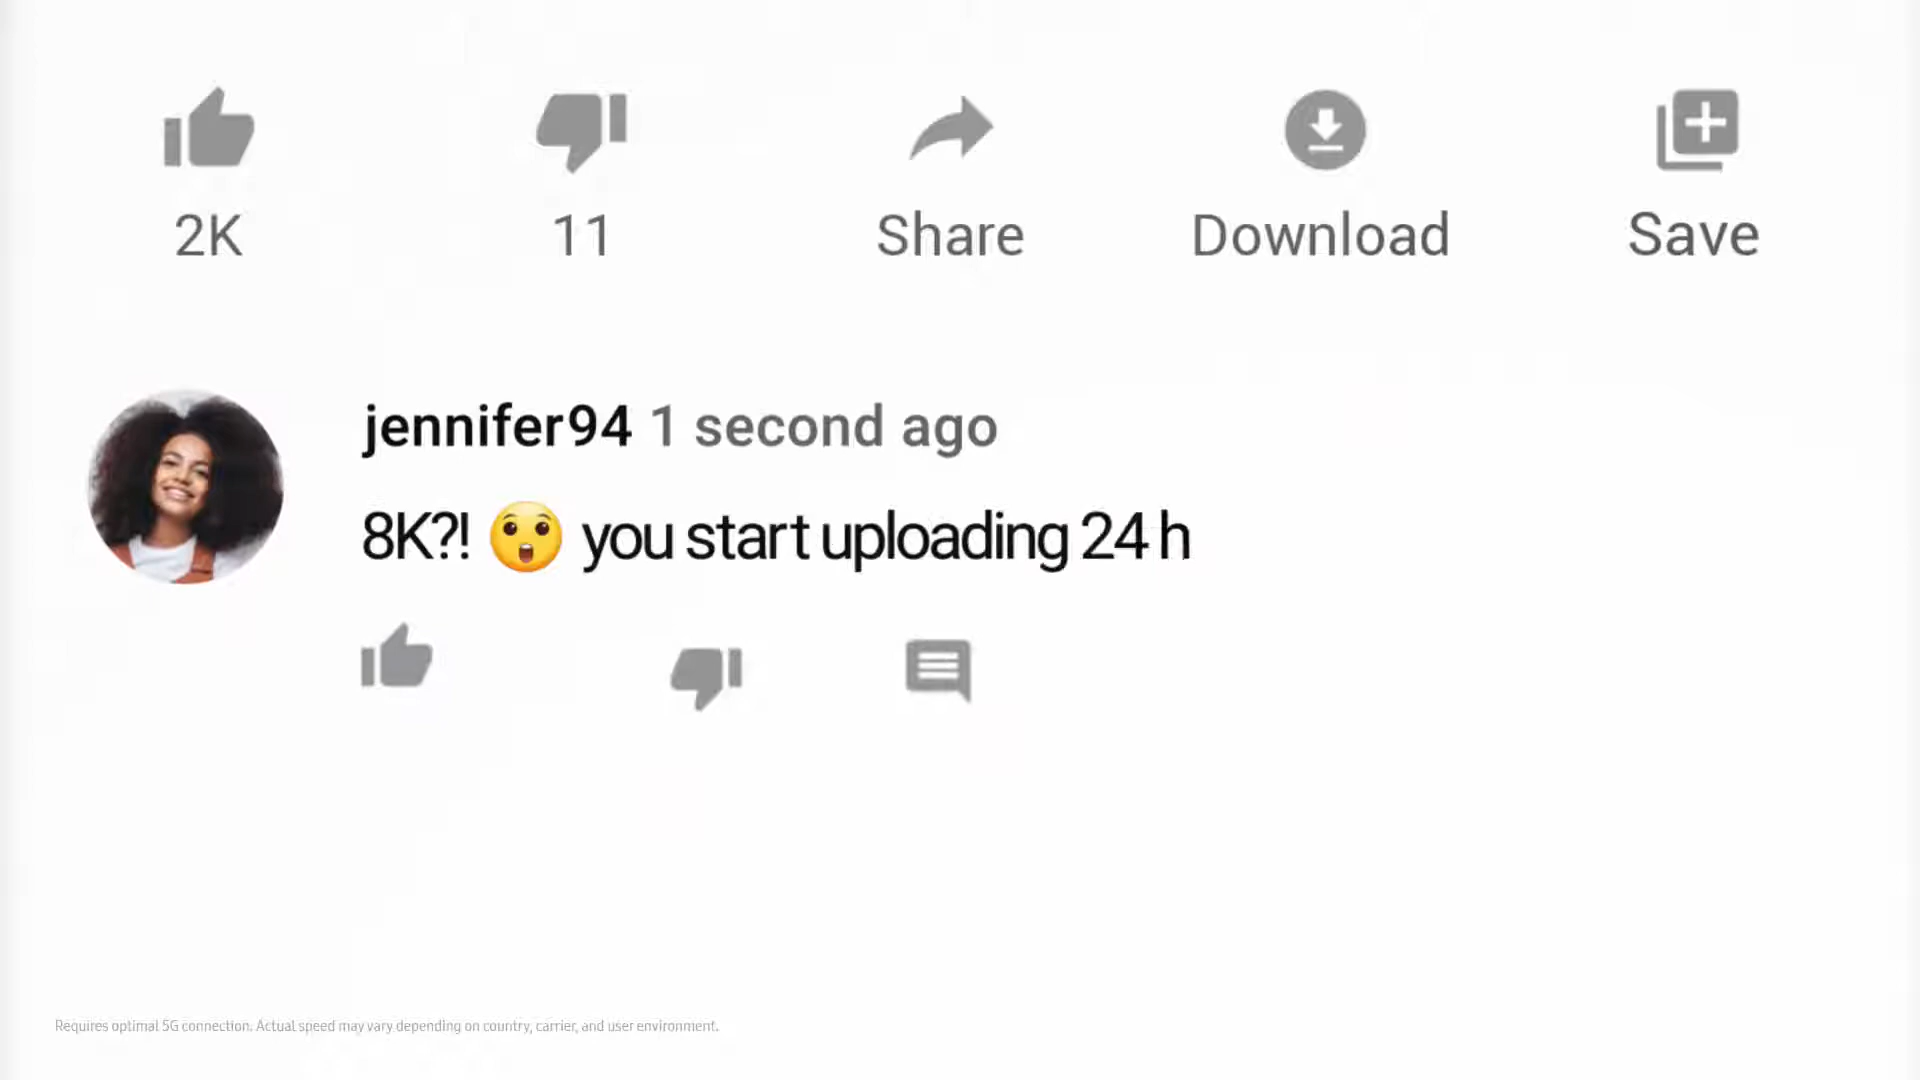 2K
11
Share
Download
Save
jennifer94 1 second ago
8K?! 😲 you start uploading 24 h
Requires optimal 5G connection. Actual speed may vary depending on country, carrier, and user environment.